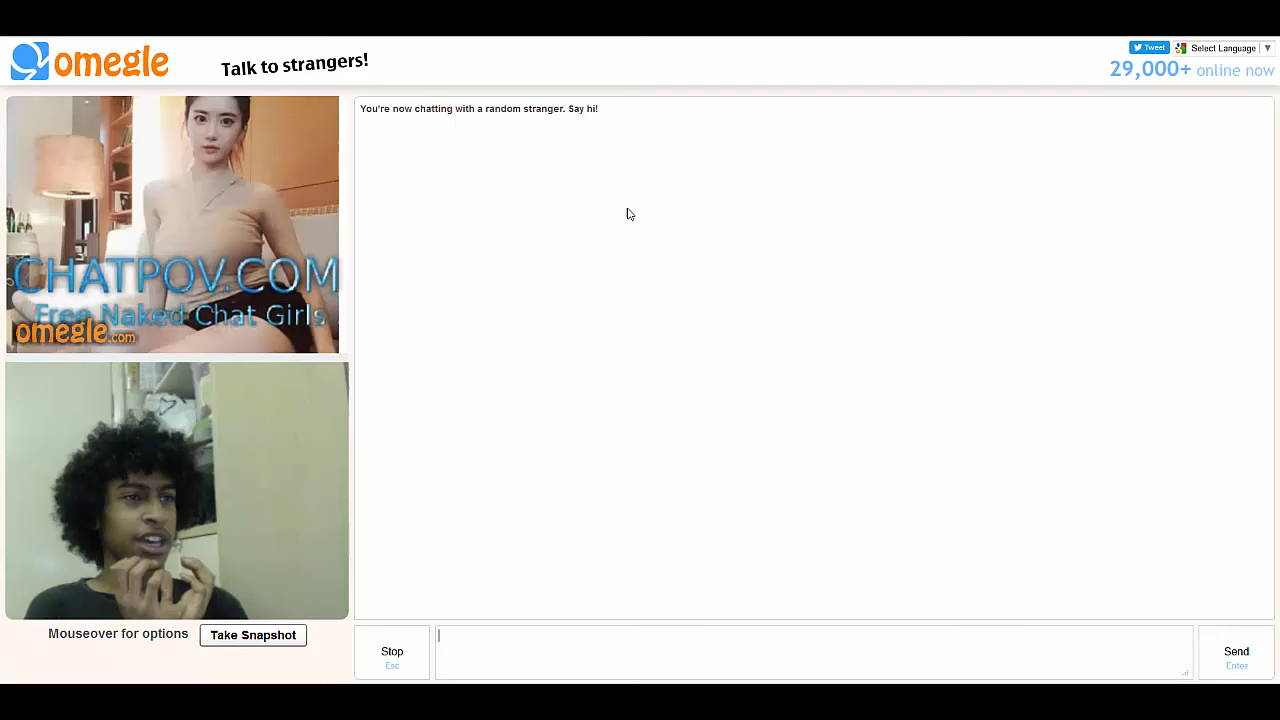 omegle
Talk to strangers!
Tweet
Select Language
29,000+ online now
CHATPOV.COM
Free Naked Chat Girls
omegle.com
You're now chatting with a random stranger. Say hi!
Mouseover for options
Take Snapshot
Stop
Esc
Send
Enter